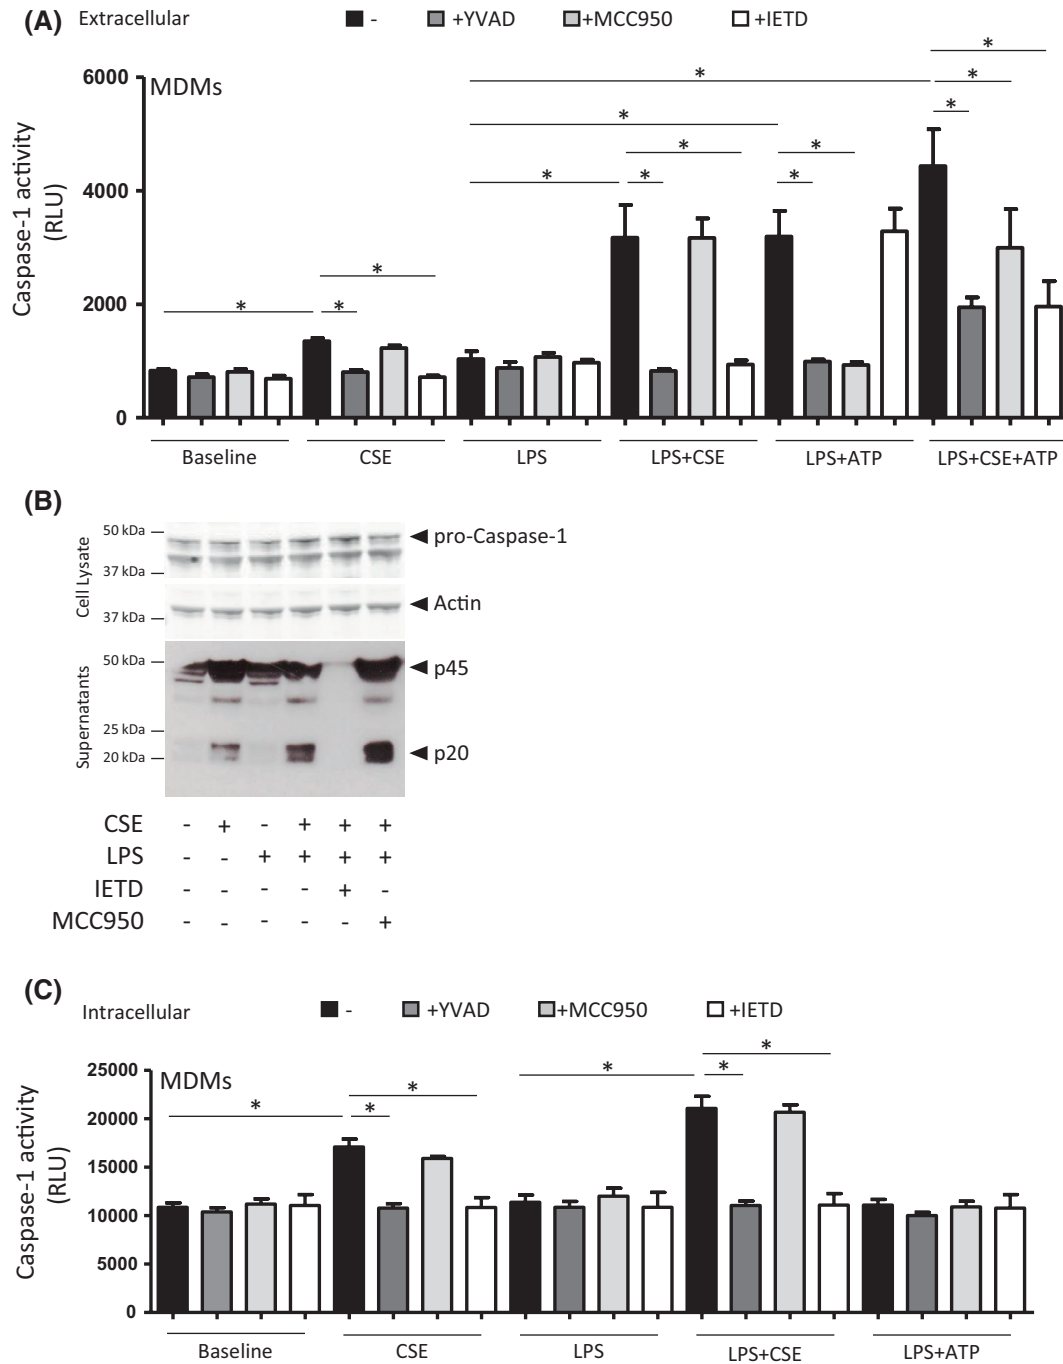 (A) Extracellular - +YVAD +MCC950 +IETD
MDMs
Caspase-1 activity
(RLU)
6000
4000
2000
0
* * * * * * * * * * * * *
Baseline CSE LPS LPS+CSE LPS+ATP LPS+CSE+ATP
(B)
Cell Lysate
50 kDa
pro-Caspase-1
37 kDa
Actin
37 kDa
Supernatants
50 kDa
p45
25 kDa
20 kDa
p20
CSE - + - + + +
LPS - - + + + +
IETD - - - - + -
MCC950 - - - - - +
(C) Intracellular - +YVAD +MCC950 +IETD
MDMs
Caspase-1 activity
(RLU)
25000
20000
15000
10000
5000
0
* * * * * *
Baseline CSE LPS LPS+CSE LPS+ATP